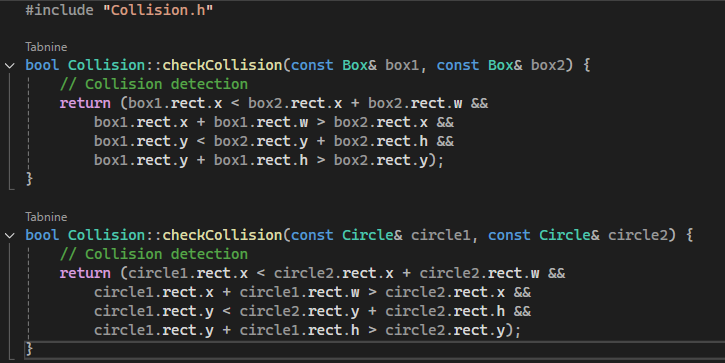 #include "Collision.h"
Tabnine
bool Collision::checkCollision(const Box& box1, const Box& box2) {
// Collision detection
return (box1.rect.x < box2.rect.x + box2.rect.w &&
box1.rect.x + box1.rect.w > box2.rect.x &&
box1.rect.y < box2.rect.y + box2.rect.h &&
box1.rect.y + box1.rect.h > box2.rect.y);
}
Tabnine
bool Collision::checkCollision(const Circle& circle1, const Circle& circle2) {
// Collision detection
return (circle1.rect.x < circle2.rect.x + circle2.rect.w &&
circle1.rect.x + circle1.rect.w > circle2.rect.x &&
circle1.rect.y < circle2.rect.y + circle2.rect.h &&
circle1.rect.y + circle1.rect.h > circle2.rect.y);
}